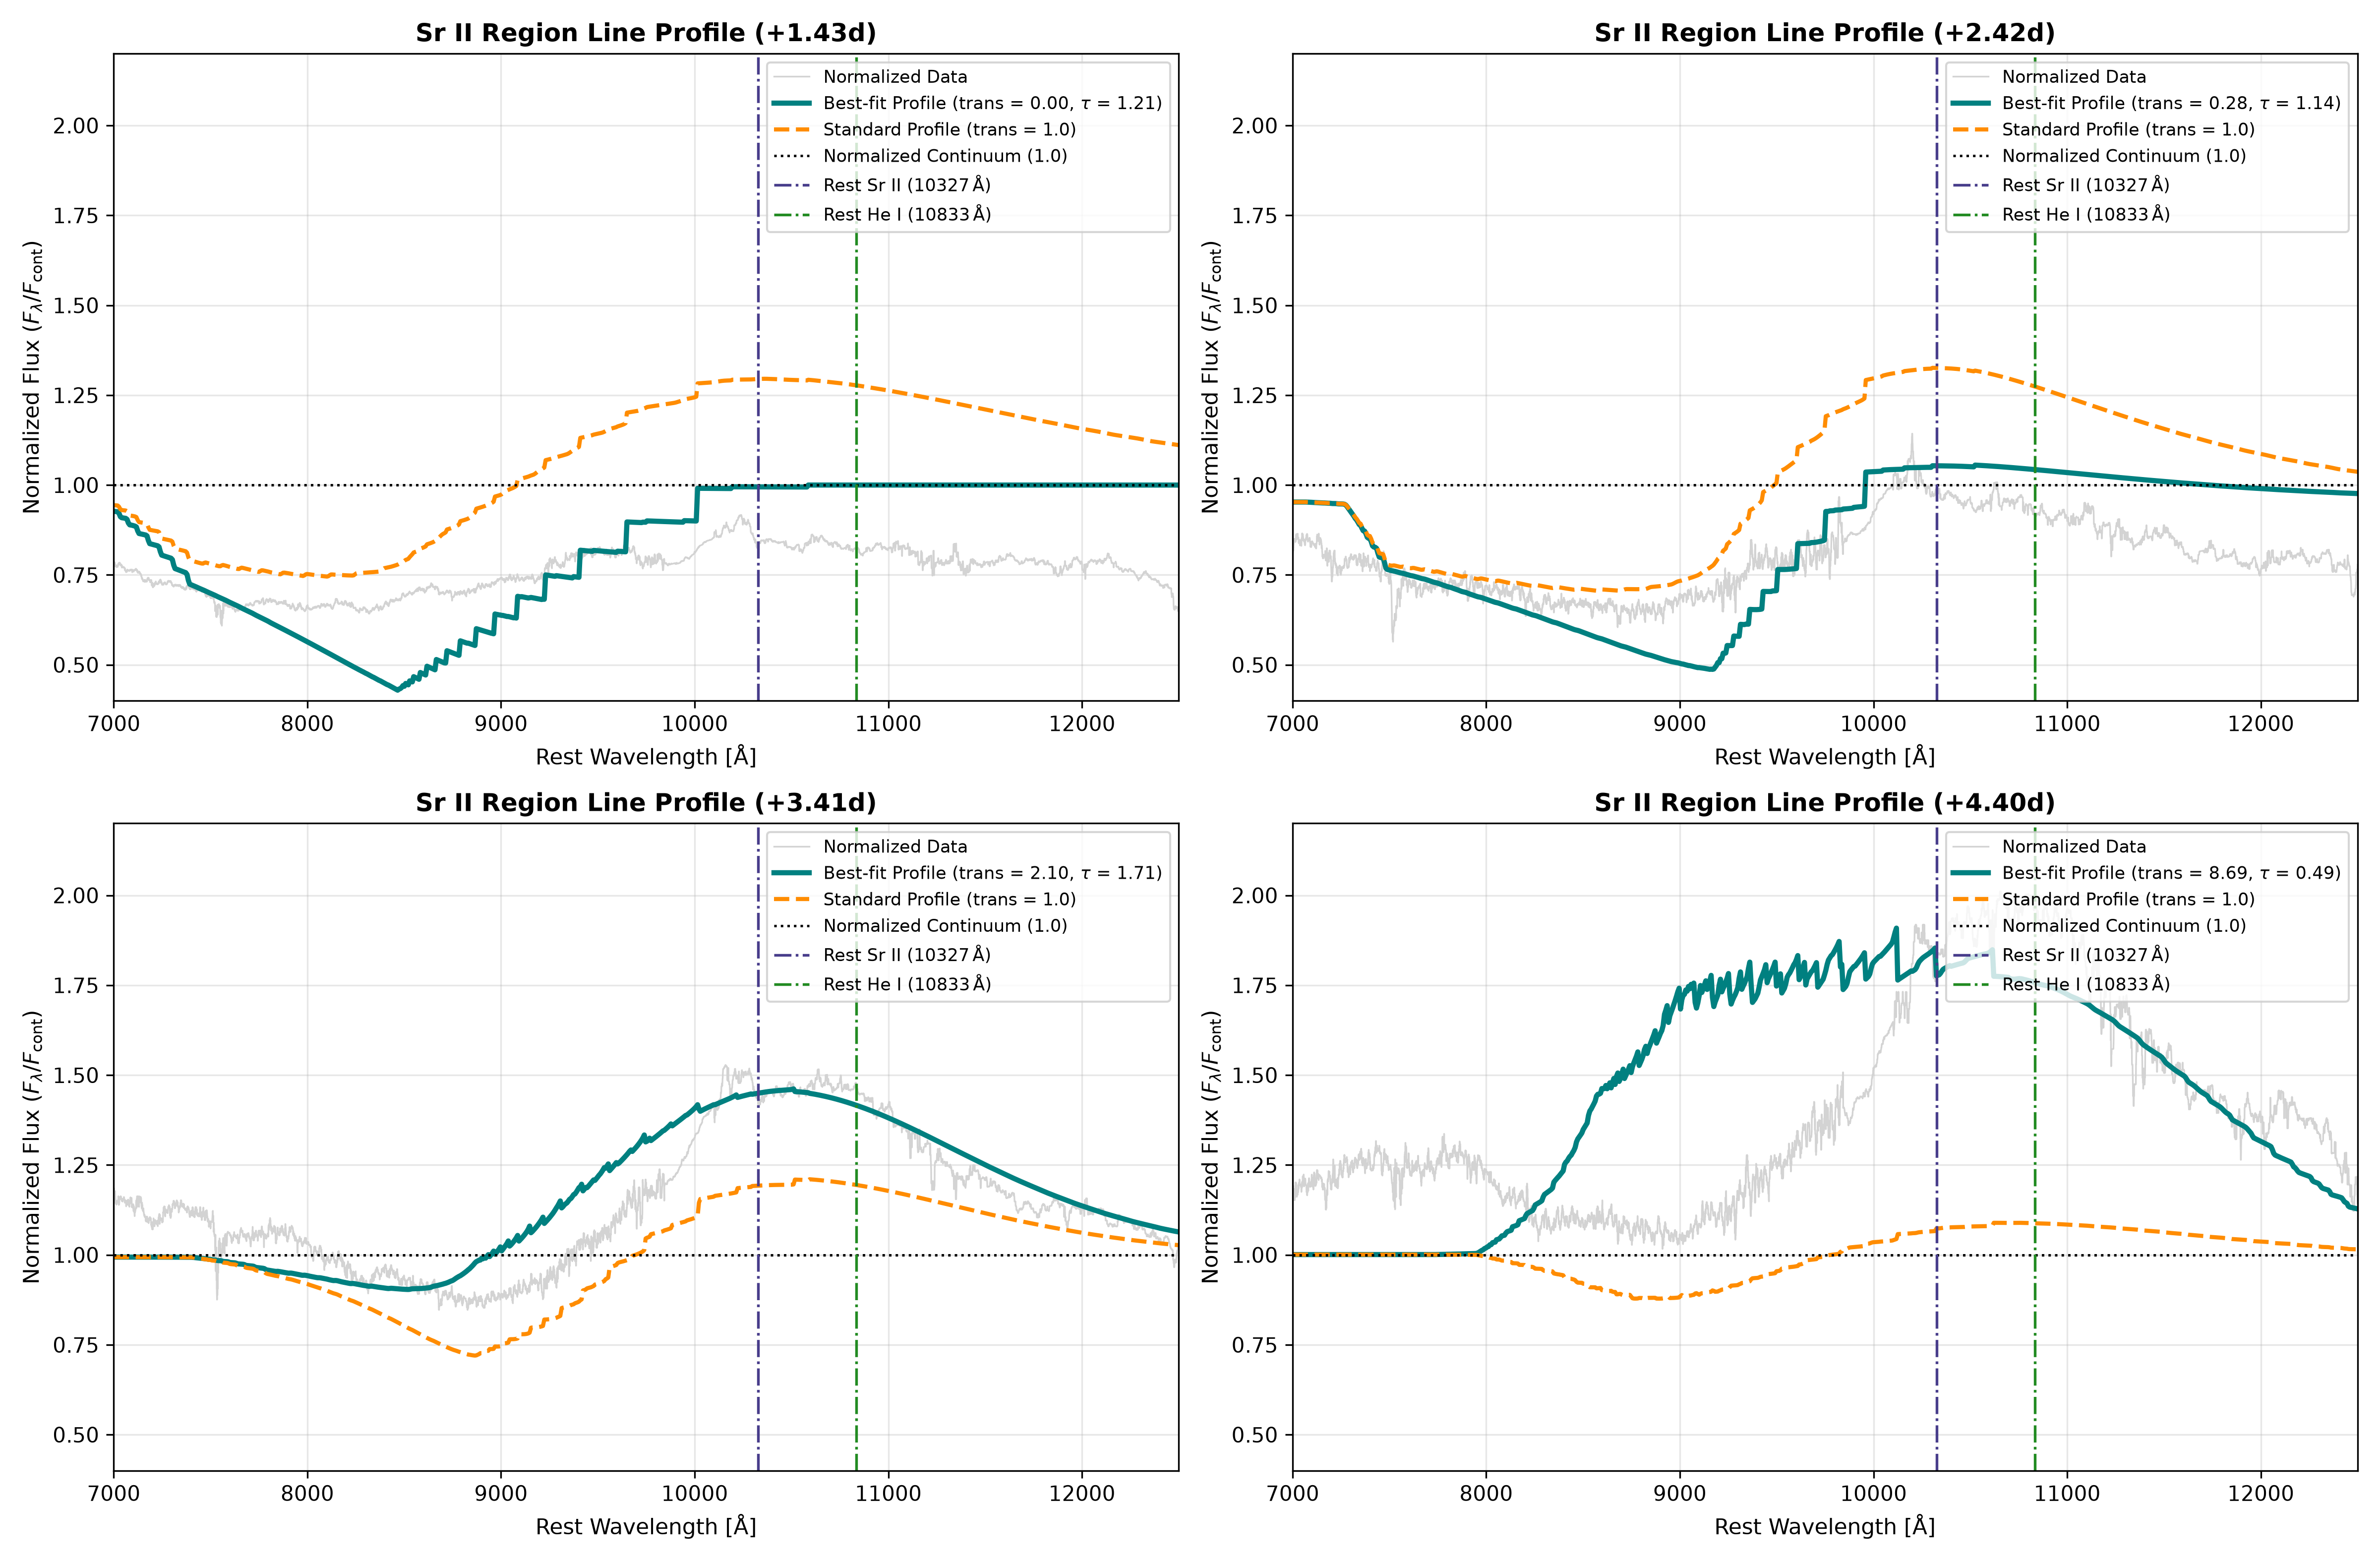 Sr II Region Line Profile (+1.43d)
Normalized Flux (Fλ/Fcont)
2.00
1.75
1.50
1.25
1.00
0.75
0.50
Normalized Data
Best-fit Profile (trans = 0.00, τ = 1.21)
Standard Profile (trans = 1.0)
Normalized Continuum (1.0)
Rest Sr II (10327 Å)
Rest He I (10833 Å)
7000 8000 9000 10000 11000 12000
Rest Wavelength [Å]
Sr II Region Line Profile (+2.42d)
Normalized Flux (Fλ/Fcont)
2.00
1.75
1.50
1.25
1.00
0.75
0.50
Normalized Data
Best-fit Profile (trans = 0.28, τ = 1.14)
Standard Profile (trans = 1.0)
Normalized Continuum (1.0)
Rest Sr II (10327 Å)
Rest He I (10833 Å)
7000 8000 9000 10000 11000 12000
Rest Wavelength [Å]
Sr II Region Line Profile (+3.41d)
Normalized Flux (Fλ/Fcont)
2.00
1.75
1.50
1.25
1.00
0.75
0.50
Normalized Data
Best-fit Profile (trans = 2.10, τ = 1.71)
Standard Profile (trans = 1.0)
Normalized Continuum (1.0)
Rest Sr II (10327 Å)
Rest He I (10833 Å)
7000 8000 9000 10000 11000 12000
Rest Wavelength [Å]
Sr II Region Line Profile (+4.40d)
Normalized Flux (Fλ/Fcont)
2.00
1.75
1.50
1.25
1.00
0.75
0.50
Normalized Data
Best-fit Profile (trans = 8.69, τ = 0.49)
Standard Profile (trans = 1.0)
Normalized Continuum (1.0)
Rest Sr II (10327 Å)
Rest He I (10833 Å)
7000 8000 9000 10000 11000 12000
Rest Wavelength [Å]